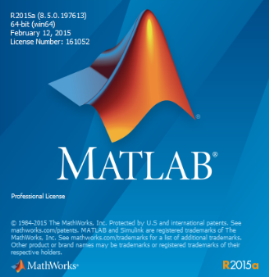 R2015a (8.5.0.197613)
64-bit (win64)
February 12, 2015
License Number: 161052
MATLAB®
Professional License
© 1984-2015 The MathWorks, Inc. Protected by U.S and international patents. See
mathworks.com/patents. MATLAB and Simulink are registered trademarks of The
MathWorks, Inc. See mathworks.com/trademarks for a list of additional trademarks.
Other product or brand names may be trademarks or registered trademarks of their
respective holders.
MathWorks®
R2015a